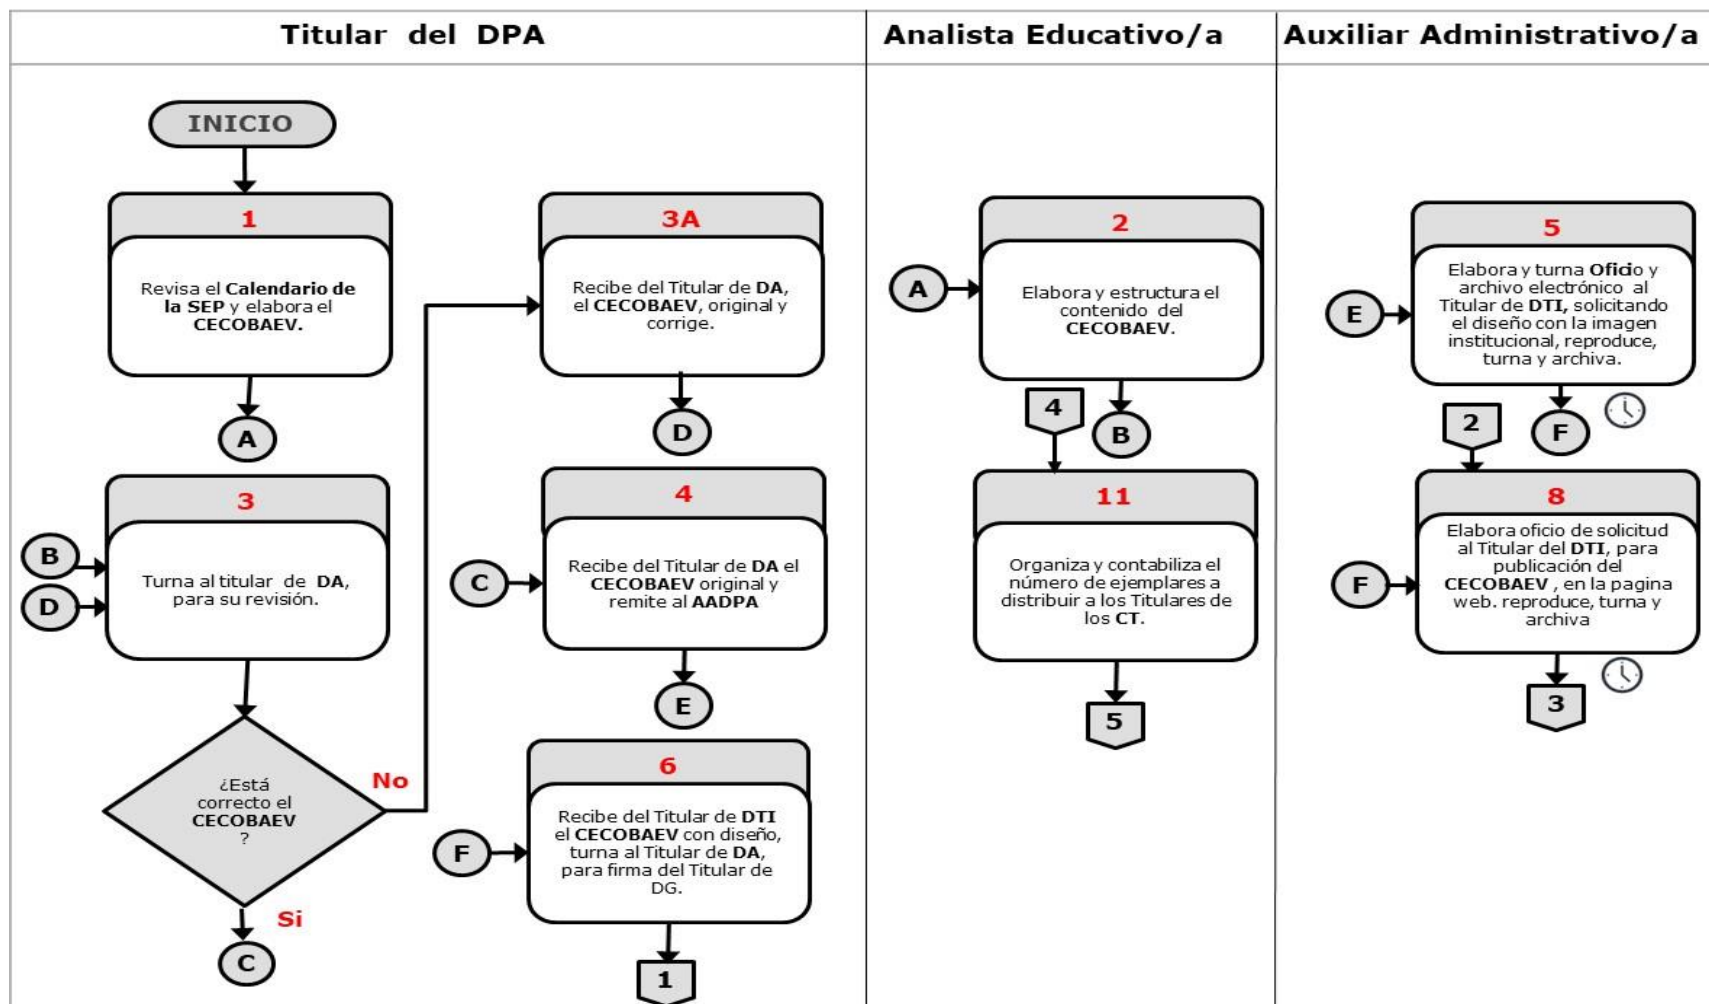 Titular del DPA
Analista Educativo/a
Auxiliar Administrativo/a
INICIO
1
Revisa el Calendario de
la SEP y elabora el
CECOBAEV.
A
B
D
3
Turna al titular de DA,
para su revisión.
¿Está
correcto el
CECOBAEV
?
No
Si
C
3A
Recibe del Titular de DA,
el CECOBAEV, original y
corrige.
D
C
4
Recibe del Titular de DA el
CECOBAEV original y
remite al AADPA
E
F
6
Recibe del Titular de DTI
el CECOBAEV con diseño,
turna al Titular de DA,
para firma del Titular de
DG.
1
A
2
Elabora y estructura el
contenido del
CECOBAEV.
B
4
11
Organiza y contabiliza el
número de ejemplares a
distribuir a los Titulares de
los CT.
5
E
5
Elabora y turna Oficio y
archivo electrónico al
Titular de DTI, solicitando
el diseño con la imagen
institucional, reproduce,
turna y archiva.
F
2
F
8
Elabora oficio de solicitud
al Titular del DTI, para
publicación del
CECOBAEV , en la pagina
web. reproduce, turna y
archiva
3